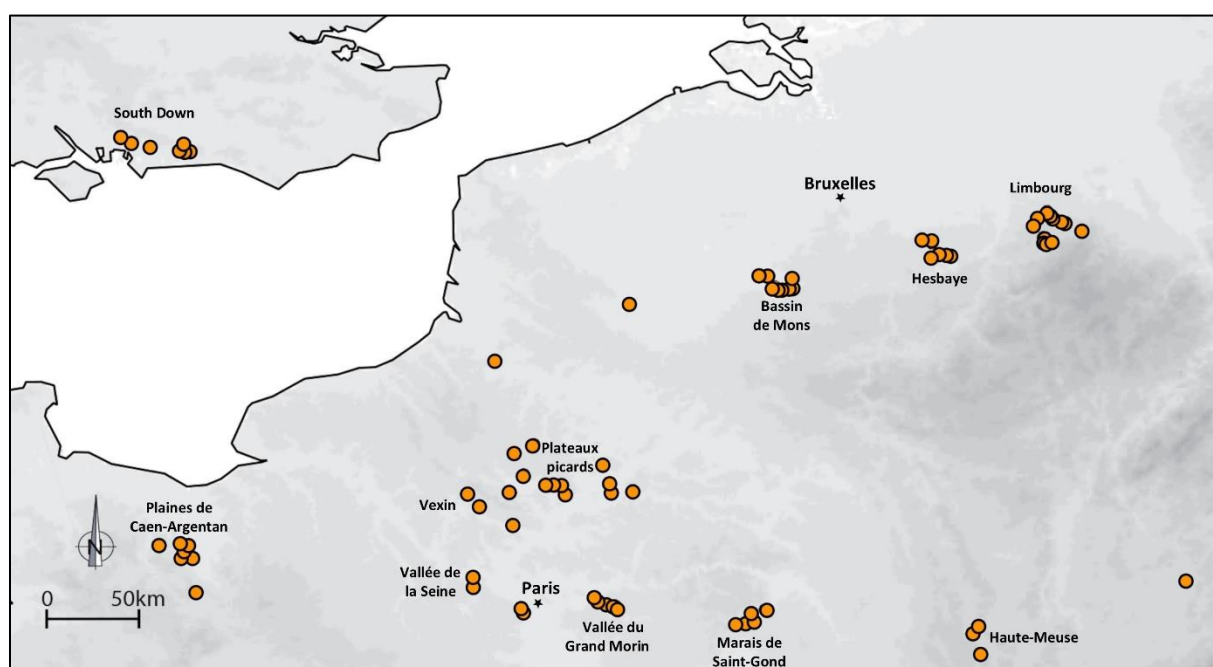 South Down
Bruxelles
Limbourg
Hesbaye
Bassin
de Mons
Plateaux
picards
Vexin
Plaines de
Caen-Argentan
N
0 50km
Vallée de
la Seine
Paris
Vallée du
Grand Morin
Marais de
Saint-Gond
Haute-Meuse